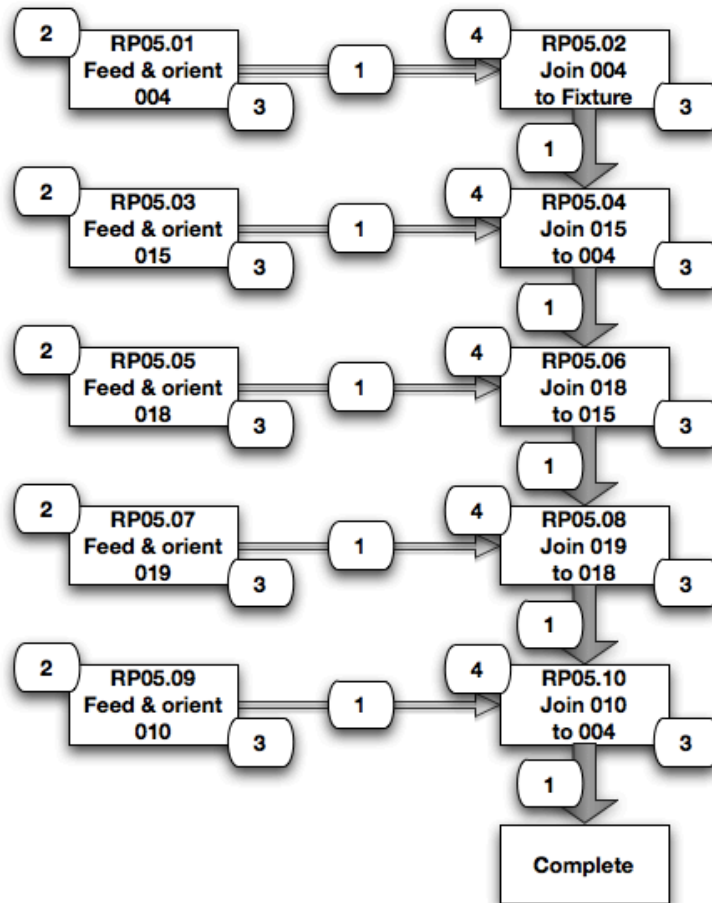 2
RP05.01
Feed & orient
004
3
1
4
RP05.02
Join 004
to Fixture
3
1
2
RP05.03
Feed & orient
015
3
1
4
RP05.04
Join 015
to 004
3
1
2
RP05.05
Feed & orient
018
3
1
4
RP05.06
Join 018
to 015
3
1
2
RP05.07
Feed & orient
019
3
1
4
RP05.08
Join 019
to 018
3
1
2
RP05.09
Feed & orient
010
3
1
4
RP05.10
Join 010
to 004
3
1
Complete